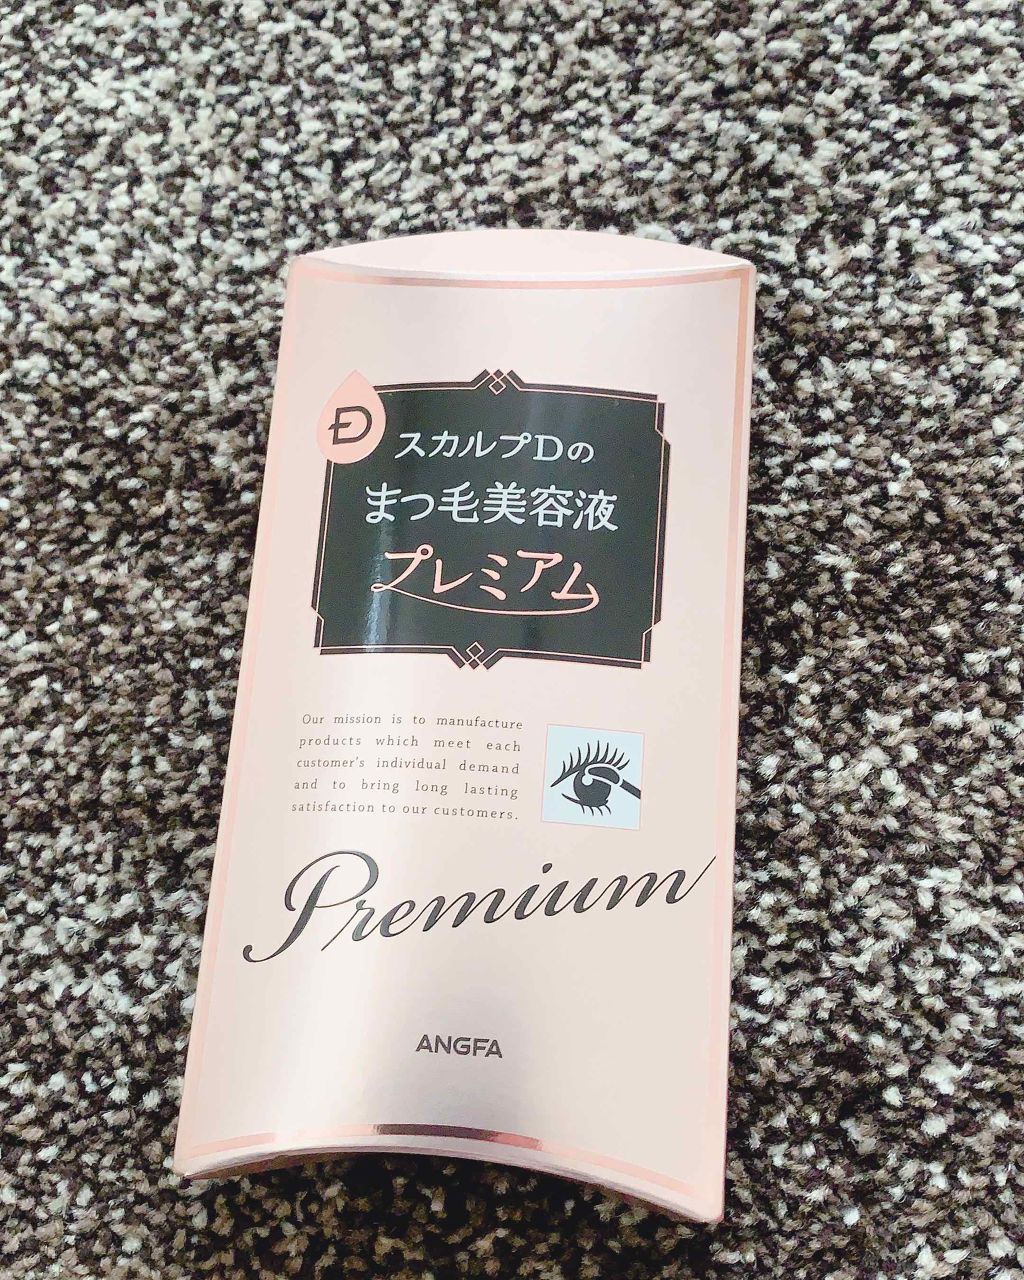 Đ
スカルプDの
まつ毛美容液
プレミアム
Our mission is to manufacture
products which meet each
customer's individual demand
and to bring long lasting
satisfaction to our customers.
Premium
ANGFA